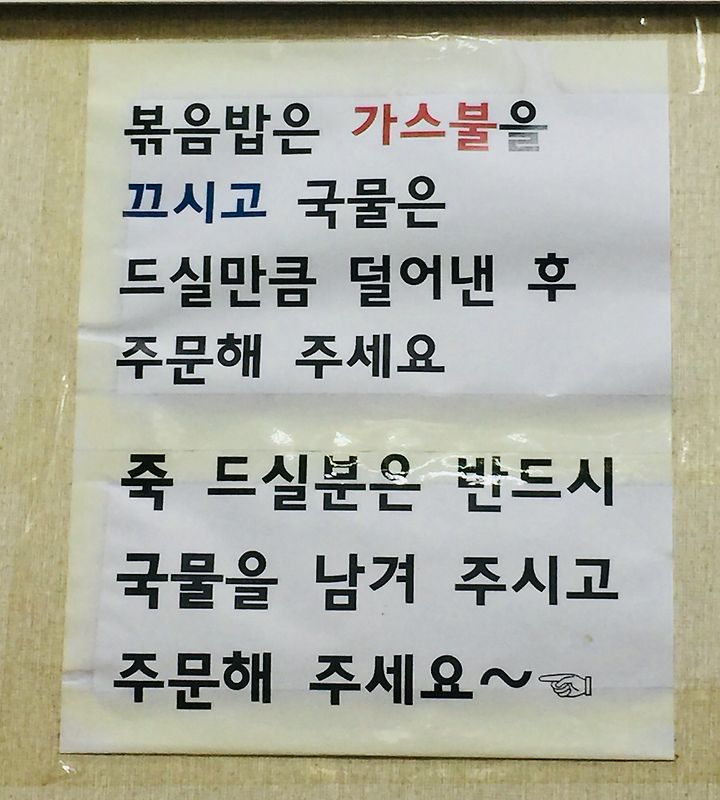 볶음밥은 가스불을
끄시고 국물은
드실만큼 덜어낸 후
주문해 주세요
죽 드실분은 반드시
국물을 남겨 주시고
주문해 주세요~☜